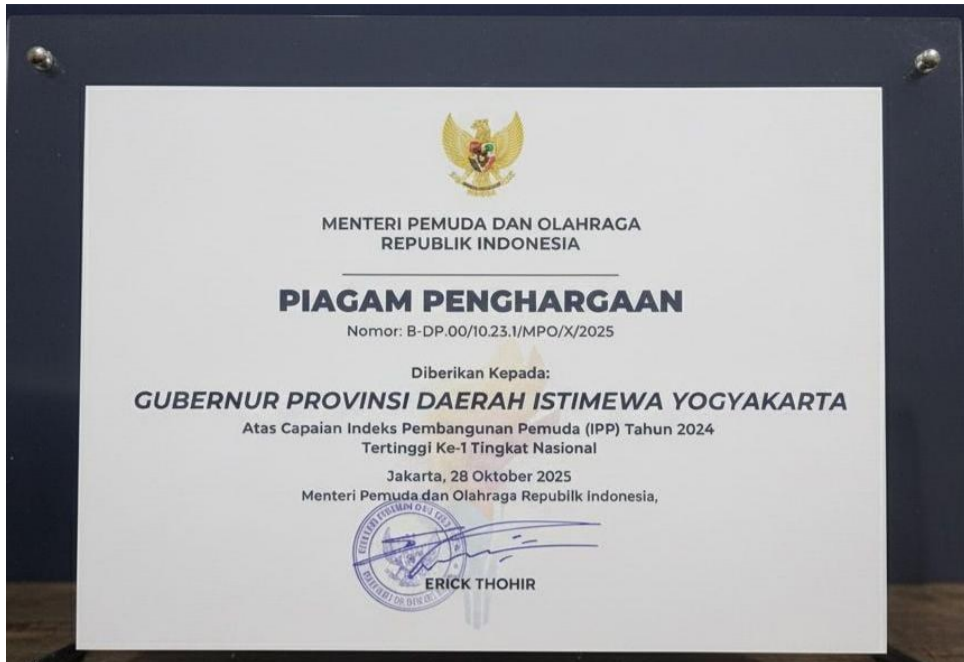 MENTERI PEMUDA DAN OLAHRAGA
REPUBLIK INDONESIA
PIAGAM PENGHARGAAN
Nomor: B-DP.00/10.23.1/MPO/X/2025
Diberikan Kepada:
GUBERNUR PROVINSI DAERAH ISTIMEWA YOGYAKARTA
Atas Capaian Indeks Pembangunan Pemuda (IPP) Tahun 2024
Tertinggi Ke-1 Tingkat Nasional
Jakarta, 28 Oktober 2025
Menteri Pemuda dan Olahraga Republik Indonesia,
ERICK THOHIR